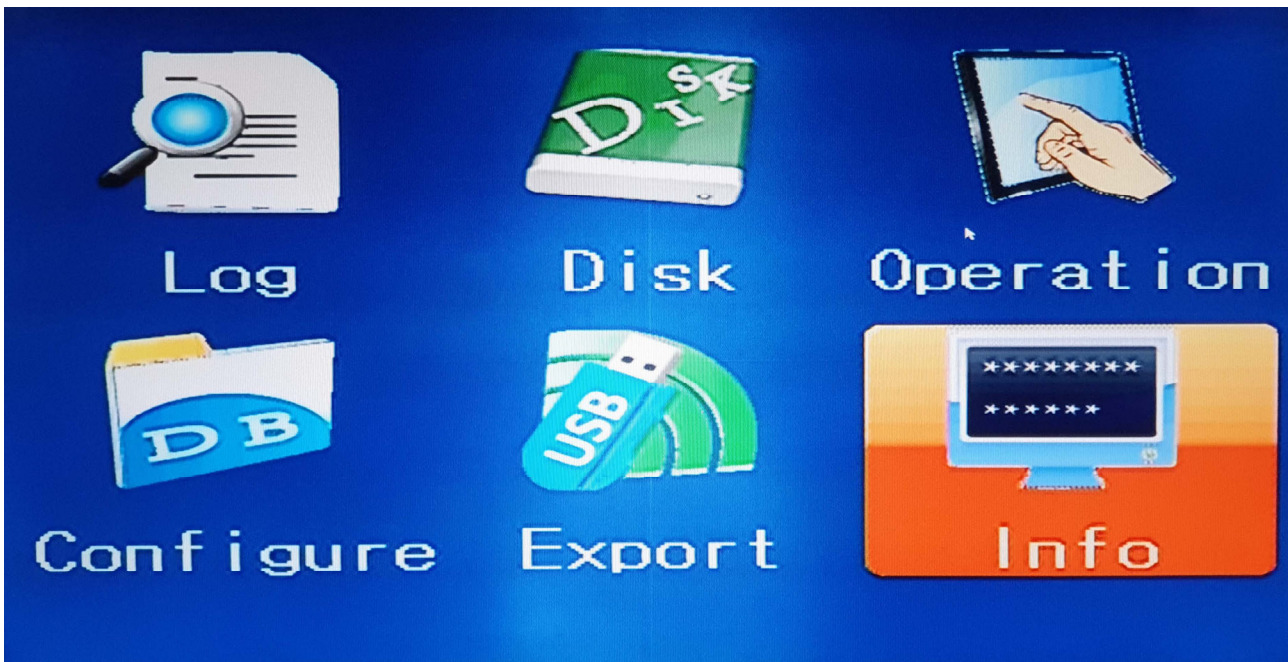 DISK
Log
Disk
Operation
DB
USB
********
******
Configure
Export
Info